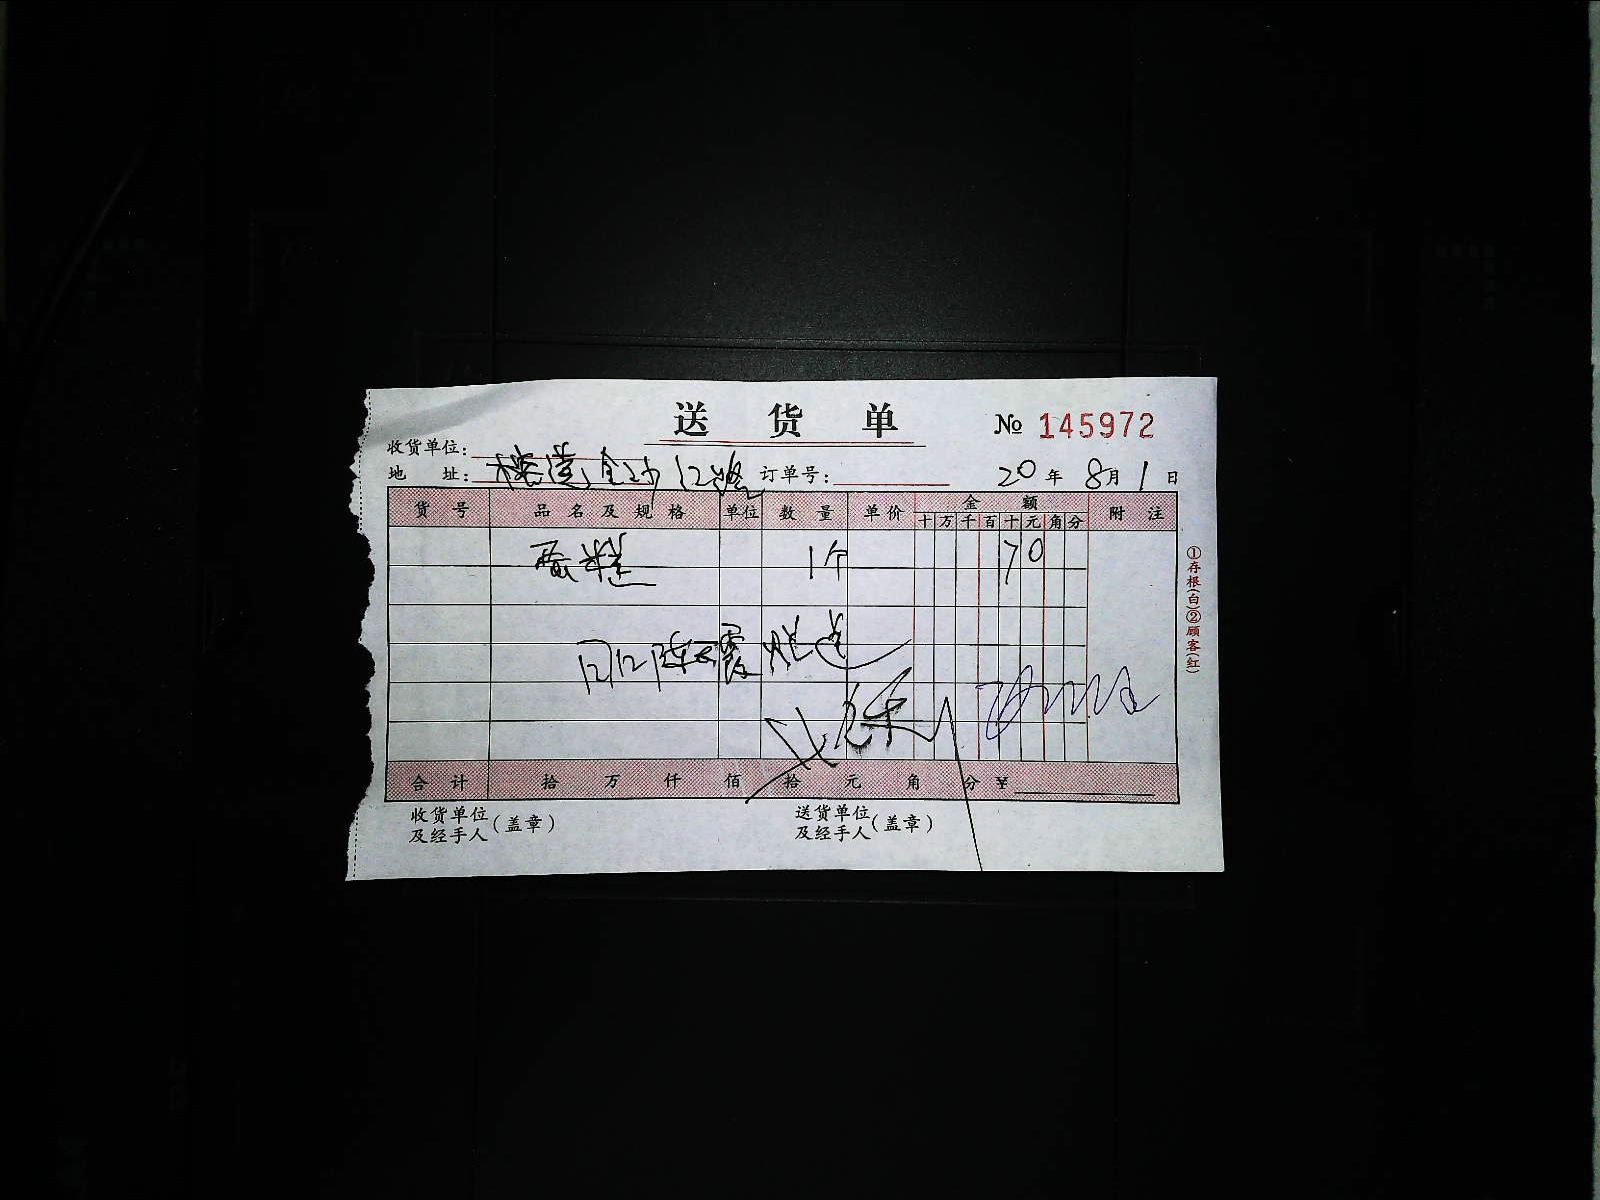 送 货 单
№ 145972
收货单位:
地 址: 订单号: 20 年 8月 1 日
货 号 品 名 及 规 格 单位 数 量 单价 金 额 附 注
十 万 千 百 十 元 角 分
蛋糕 1个 70
合 计 拾 万 仟 佰 拾 元 角 分 ¥
收货单位及经手人(盖章) 送货单位及经手人(盖章)
①存根(白)②顾客(红)